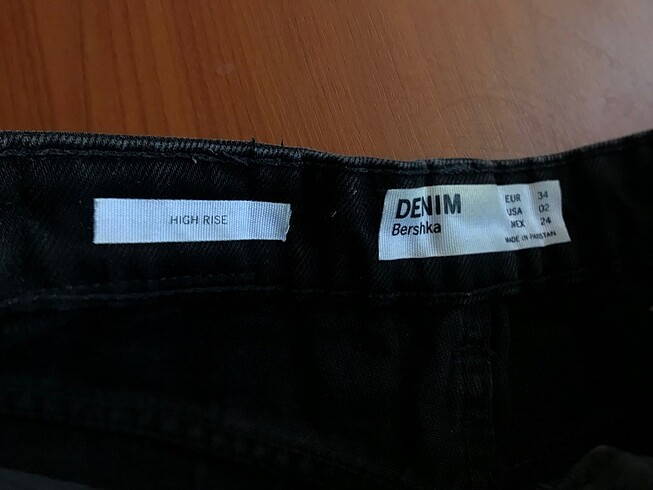 HIGH RISE
DENIM
Bershka
EUR 34
USA 02
MEX 24
MADE IN PAKISTAN